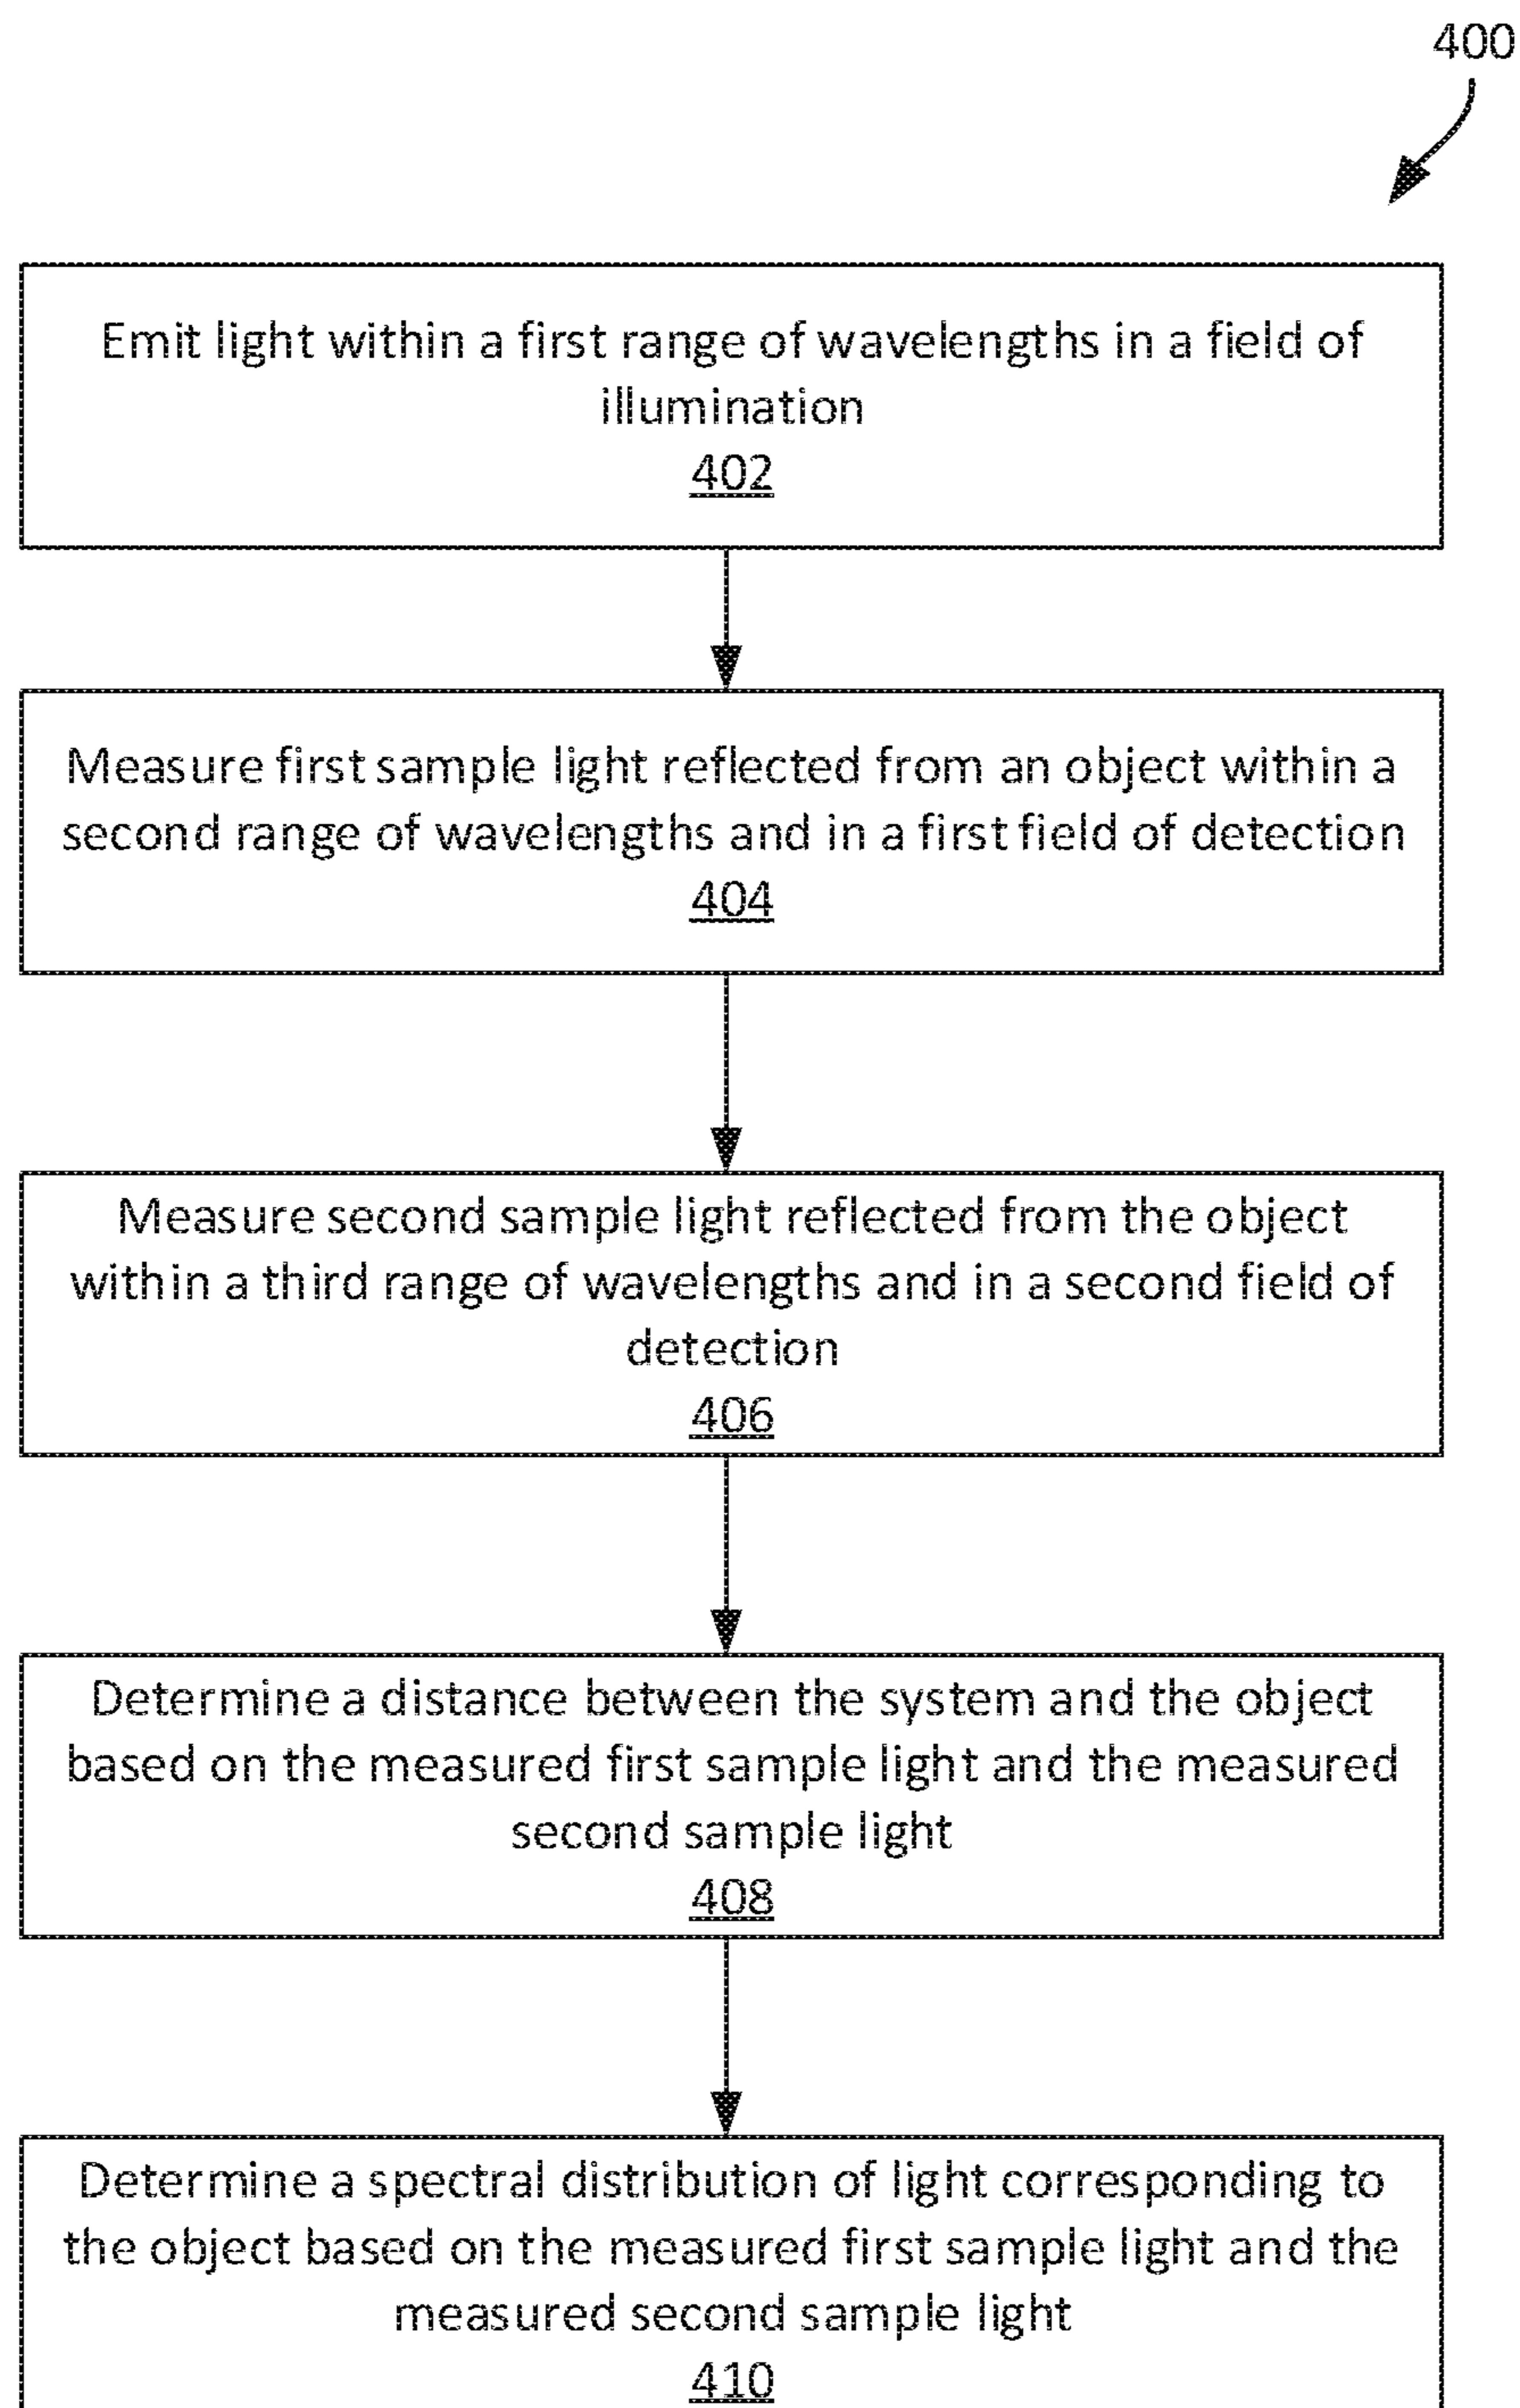 400
Emit light within a first range of wavelengths in a field of
illumination
402
Measure first sample light reflected from an object within a
second range of wavelengths and in a first field of detection
404
Measure second sample light reflected from the object
within a third range of wavelengths and in a second field of
detection
406
Determine a distance between the system and the object
based on the measured first sample light and the measured
second sample light
408
Determine a spectral distribution of light corresponding to
the object based on the measured first sample light and the
measured second sample light
410